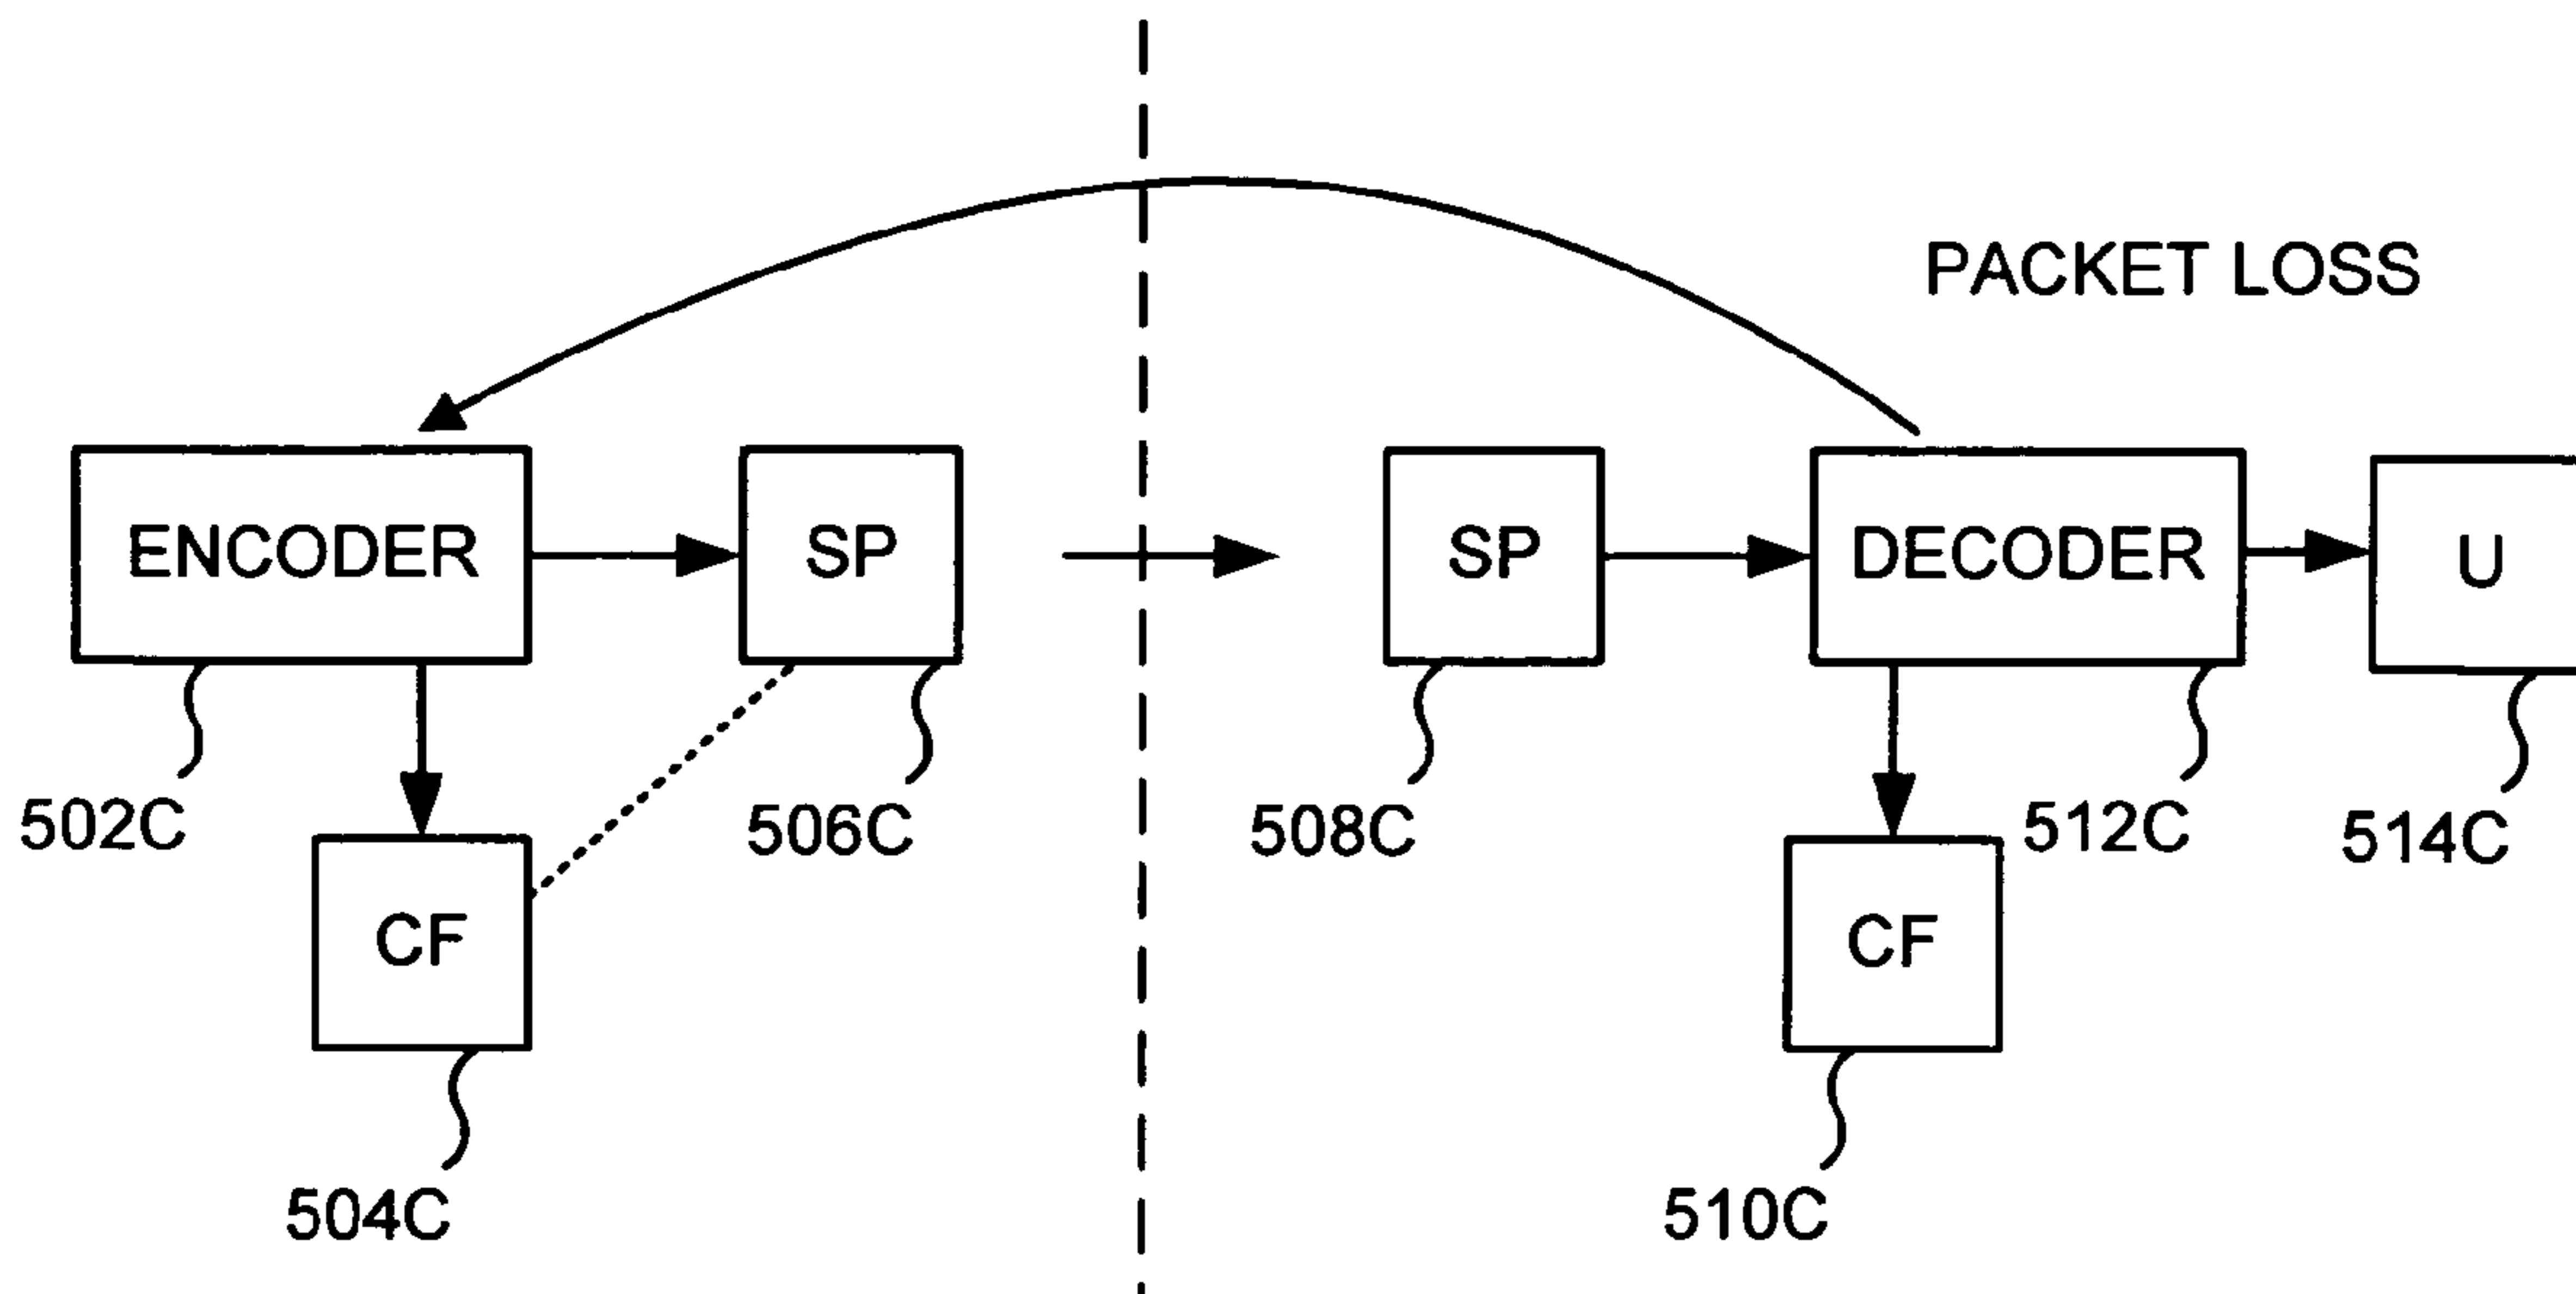 PACKET LOSS
ENCODER
SP
SP
DECODER
U
502C
506C
508C
512C
514C
CF
CF
504C
510C